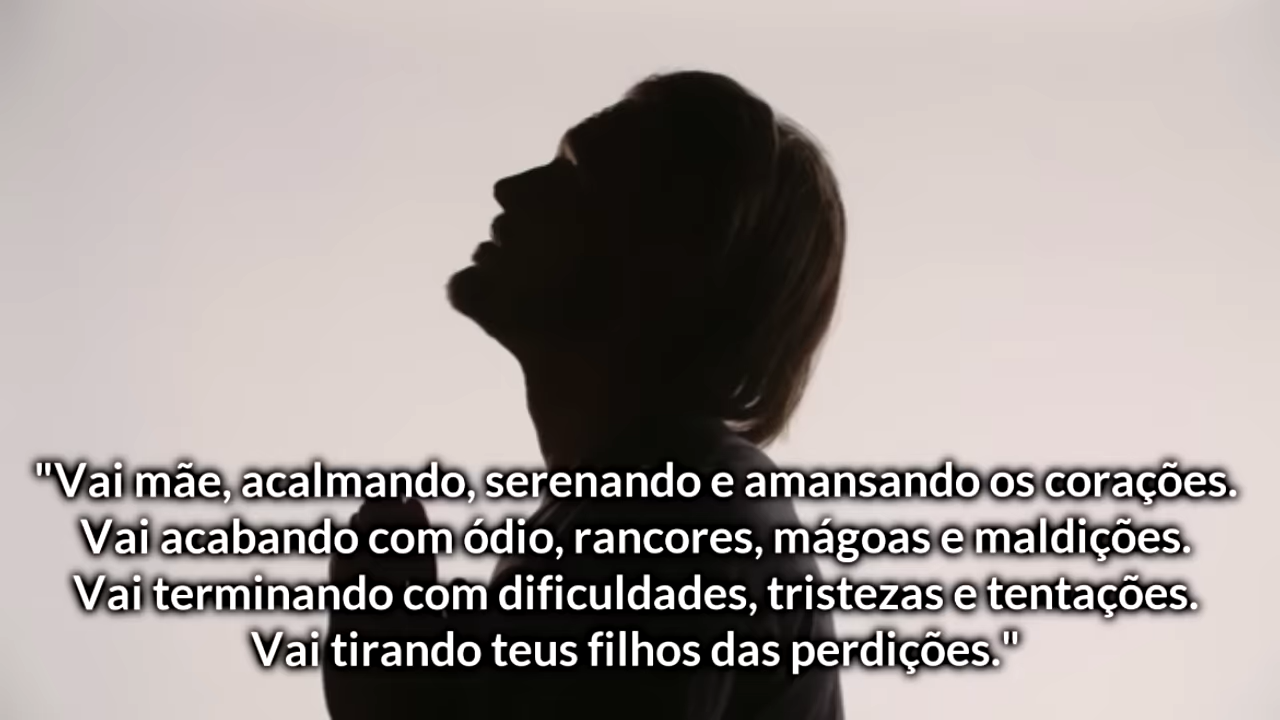 "Vai mãe, acalmando, serenando e amansando os corações.
Vai acabando com ódio, rancores, mágoas e maldições.
Vai terminando com dificuldades, tristezas e tentações.
Vai tirando teus filhos das perdições."